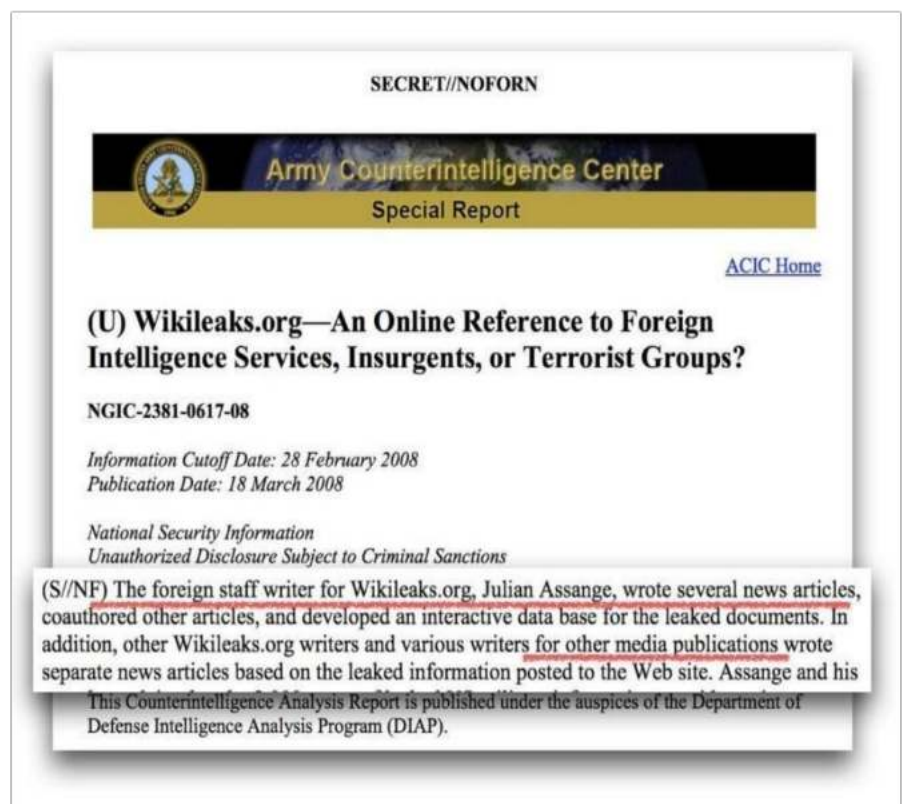 SECRET//NOFORN
Army Counterintelligence Center
Special Report
ACIC Home
(U) Wikileaks.org—An Online Reference to Foreign
Intelligence Services, Insurgents, or Terrorist Groups?
NGIC-2381-0617-08
Information Cutoff Date: 28 February 2008
Publication Date: 18 March 2008
National Security Information
Unauthorized Disclosure Subject to Criminal Sanctions
(S//NF) The foreign staff writer for Wikileaks.org, Julian Assange, wrote several news articles,
coauthored other articles, and developed an interactive data base for the leaked documents. In
addition, other Wikileaks.org writers and various writers for other media publications wrote
separate news articles based on the leaked information posted to the Web site. Assange and his
This Counterintelligence Analysis Report is published under the auspices of the Department of
Defense Intelligence Analysis Program (DIAP).